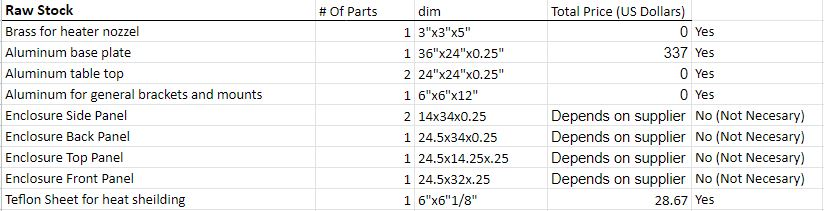 Raw Stock # Of Parts dim Total Price (US Dollars)
Brass for heater nozzel 1 3"x3"x5" 0 Yes
Aluminum base plate 1 36"x24"x0.25" 337 Yes
Aluminum table top 2 24"x24"x0.25" 0 Yes
Aluminum for general brackets and mounts 1 6"x6"x12" 0 Yes
Enclosure Side Panel 2 14x34x0.25 Depends on supplier No (Not Necesary)
Enclosure Back Panel 1 24.5x34x0.25 Depends on supplier No (Not Necesary)
Enclosure Top Panel 1 24.5x14.25x.25 Depends on supplier No (Not Necesary)
Enclosure Front Panel 1 24.5x32x.25 Depends on supplier No (Not Necesary)
Teflon Sheet for heat sheilding 1 6"x6"1/8" 28.67 Yes